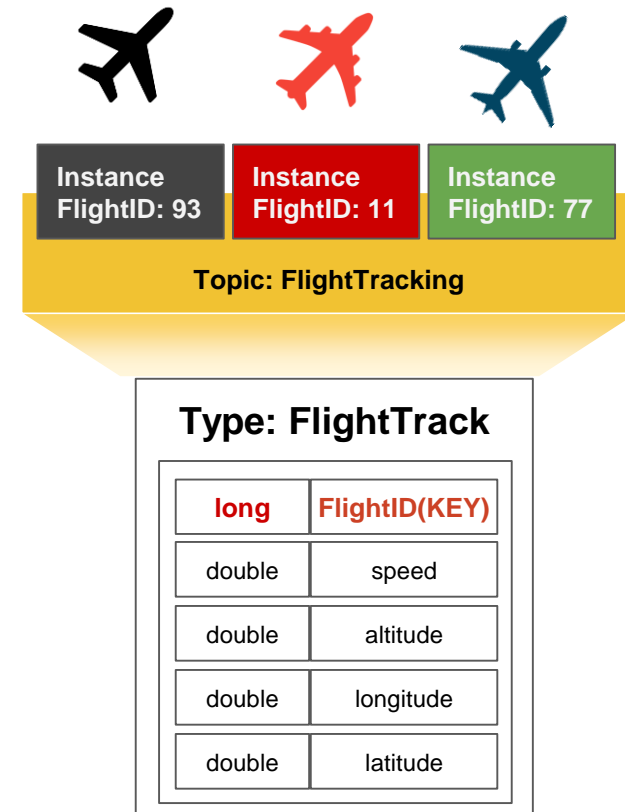 Instance
FlightID: 93
Instance
FlightID: 11
Instance
FlightID: 77
Topic: FlightTracking
Type: FlightTrack
long FlightID(KEY)
double speed
double altitude
double longitude
double latitude